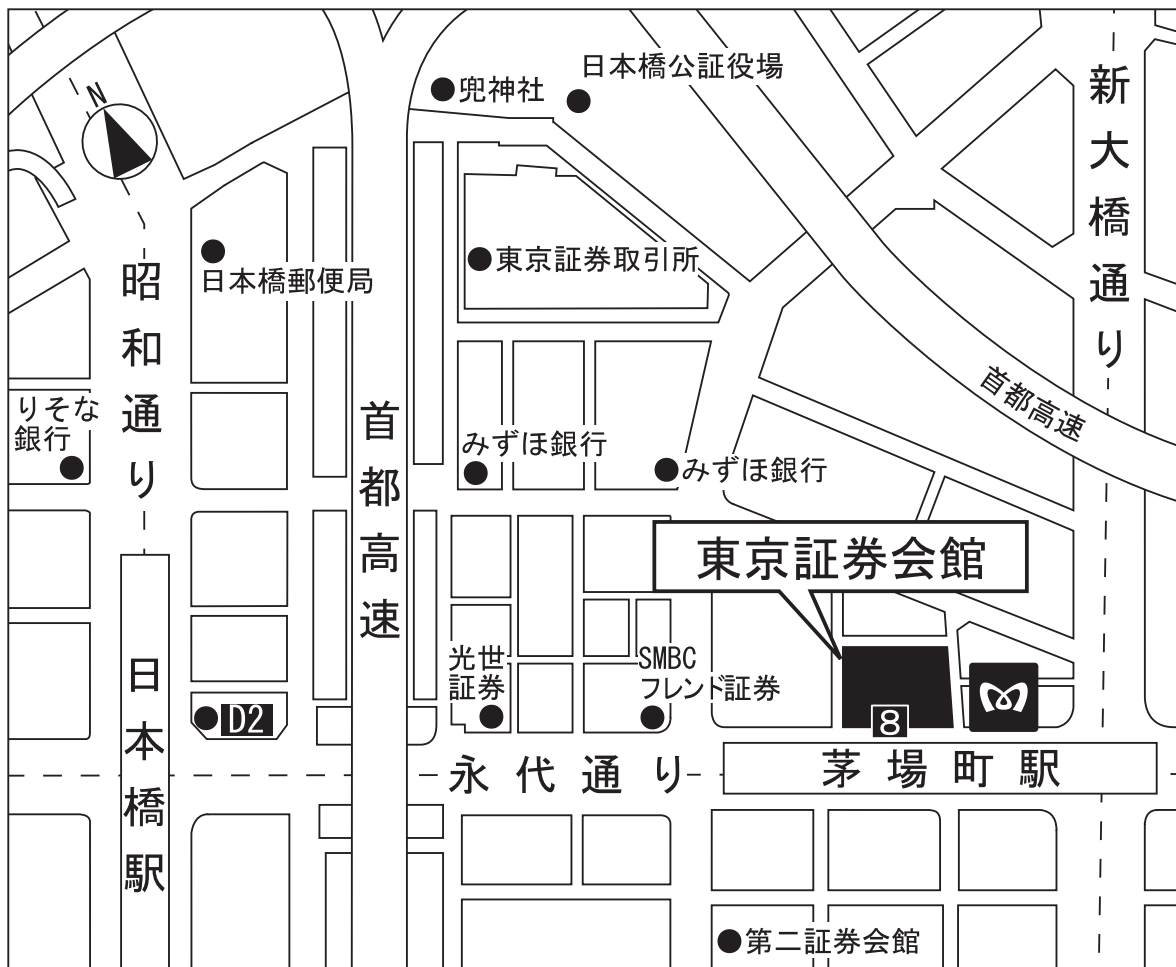 N
兜神社
日本橋公証役場
新大橋通り
東京証券取引所
日本橋郵便局
昭和通り
首都高速
りそな
銀行
首都高速
みずほ銀行
みずほ銀行
東京証券会館
光世
証券
SMBC
フレンド証券
日本橋駅
D2
8
永代通り
茅場町駅
第二証券会館